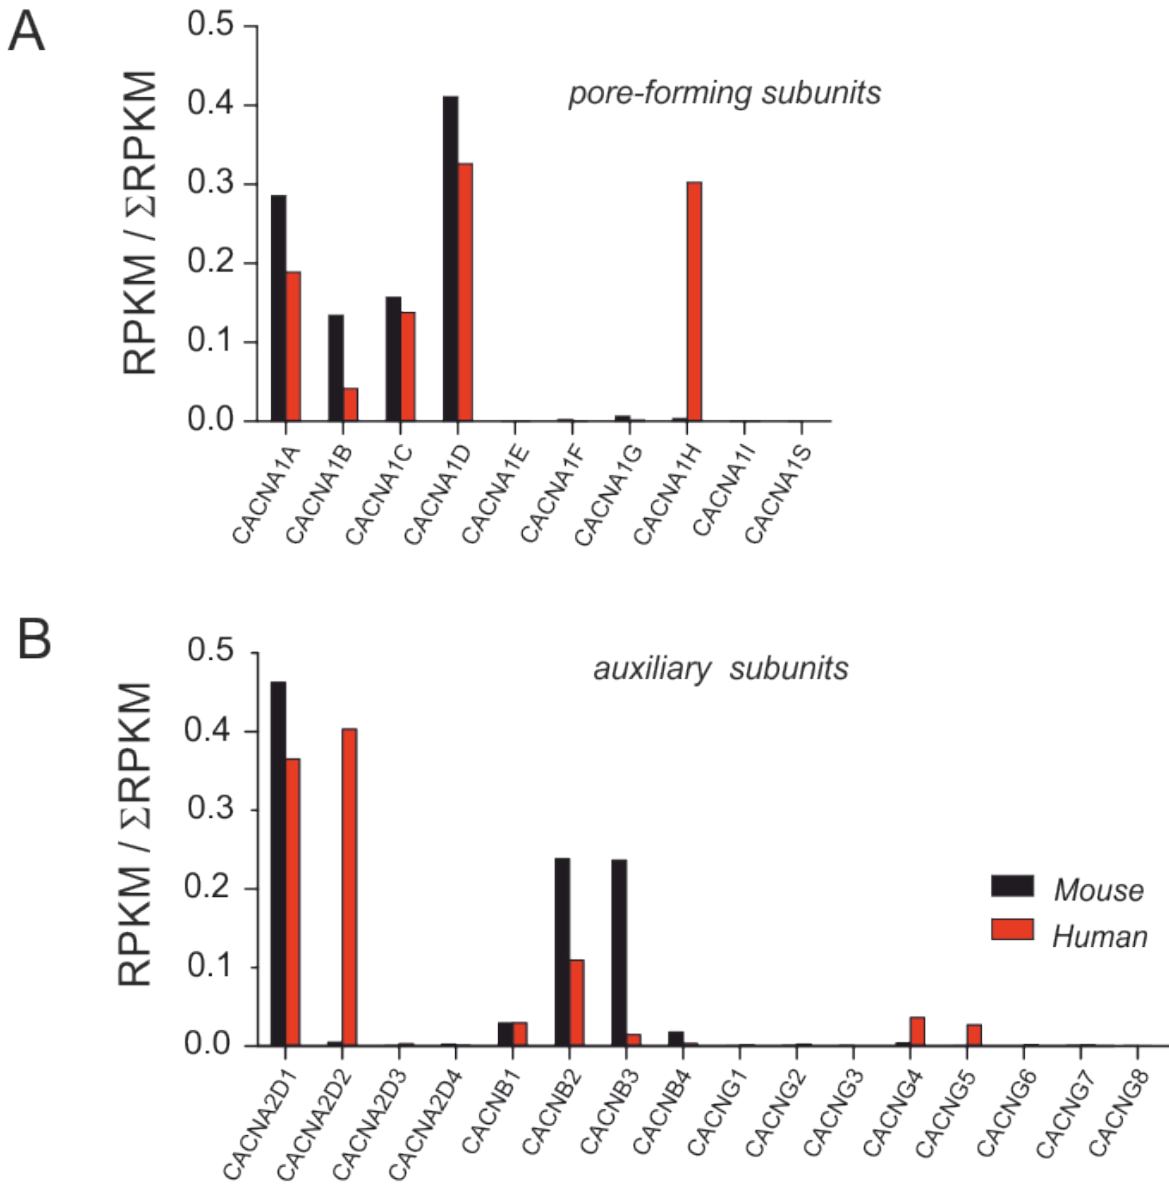 A
RPKM / ΣRPKM
0.5
0.4
0.3
0.2
0.1
0.0
pore-forming subunits
CACNA1A
CACNA1B
CACNA1C
CACNA1D
CACNA1E
CACNA1F
CACNA1G
CACNA1H
CACNA1I
CACNA1S
B
RPKM / ΣRPKM
0.5
0.4
0.3
0.2
0.1
0.0
auxiliary subunits
Mouse
Human
CACNA2D1
CACNA2D2
CACNA2D3
CACNA2D4
CACNB1
CACNB2
CACNB3
CACNB4
CACNG1
CACNG2
CACNG3
CACNG4
CACNG5
CACNG6
CACNG7
CACNG8